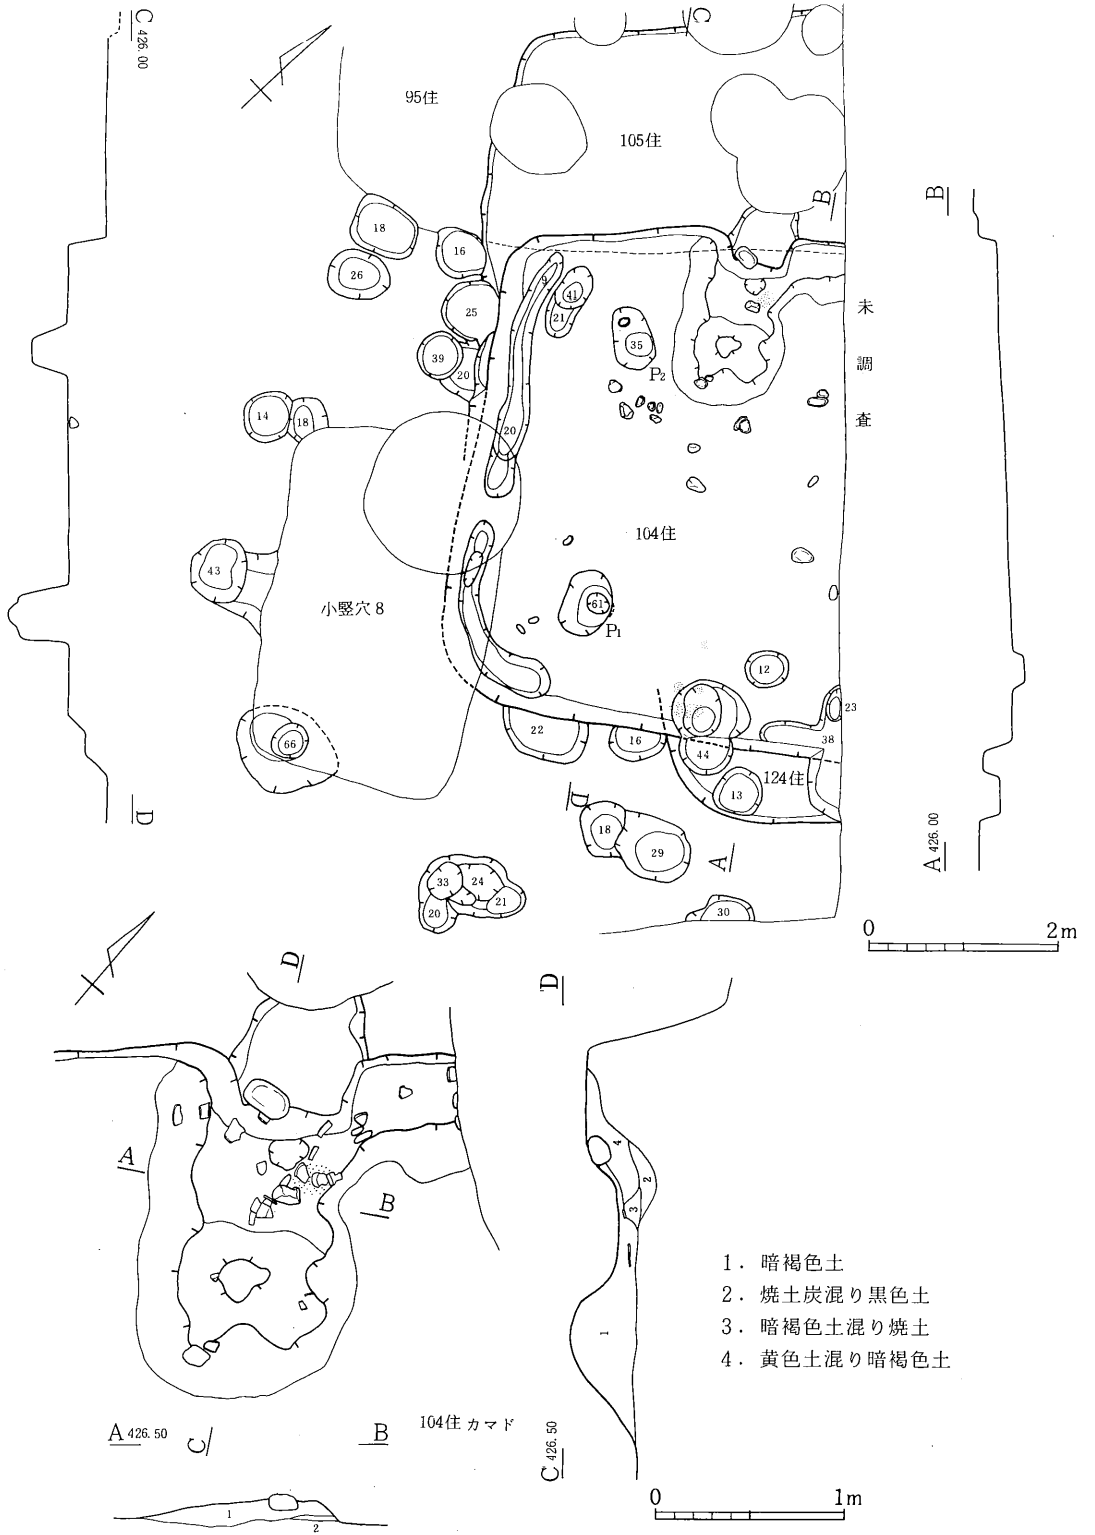 C 426.00
C
95住
105住
B
B
18
16
26
9
41
25
21
未調査
35
39
20
P2
14
18
20
104住
43
61
小竪穴8
P1
12
23
22
38
16
66
44
124住
D
D
13
18
A
A 426.00
29
33
24
21
20
30
0 2m
D
D
A
B
4
2
3
1
1. 暗褐色土
2. 焼土炭混り黒色土
3. 暗褐色土混り焼土
4. 黄色土混り暗褐色土
104住 カマド
A 426.50
C
B
C 426.50
0 1m
1
2